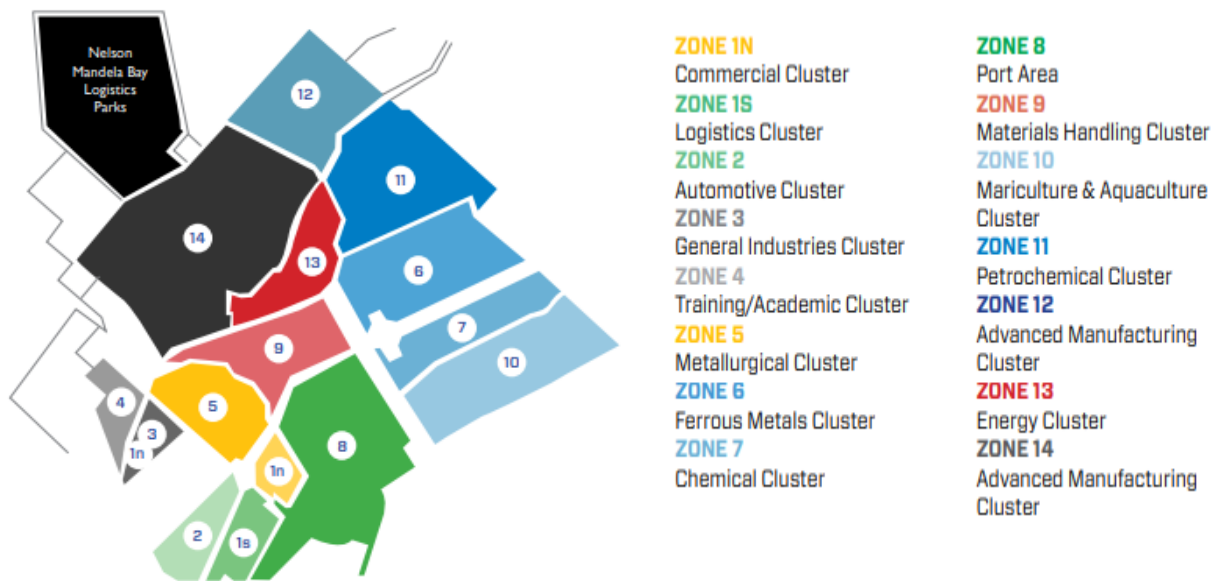 Nelson
Mandela Bay
Logistics
Parks
12
11
14
13
6
7
9
10
4
5
3
1n
8
1n
2
1s
ZONE 1N
Commercial Cluster
ZONE 1S
Logistics Cluster
ZONE 2
Automotive Cluster
ZONE 3
General Industries Cluster
ZONE 4
Training/Academic Cluster
ZONE 5
Metallurgical Cluster
ZONE 6
Ferrous Metals Cluster
ZONE 7
Chemical Cluster
ZONE 8
Port Area
ZONE 9
Materials Handling Cluster
ZONE 10
Mariculture & Aquaculture
Cluster
ZONE 11
Petrochemical Cluster
ZONE 12
Advanced Manufacturing
Cluster
ZONE 13
Energy Cluster
ZONE 14
Advanced Manufacturing
Cluster